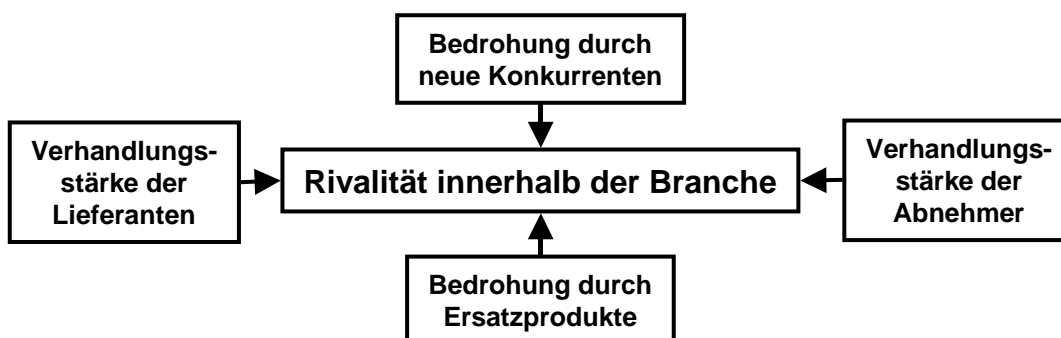 Bedrohung durch
neue Konkurrenten
Verhandlungs-
stärke der
Lieferanten
Rivalität innerhalb der Branche
Verhandlungs-
stärke der
Abnehmer
Bedrohung durch
Ersatzprodukte